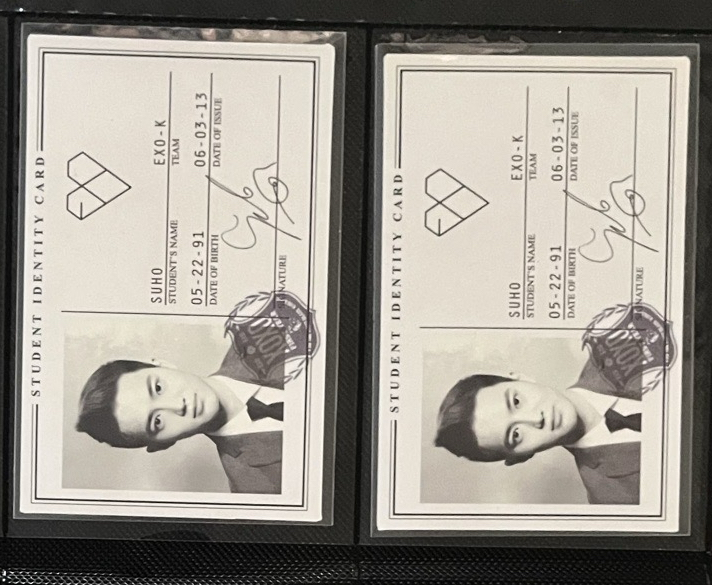 STUDENT IDENTITY CARD
SUHO EXO-K
STUDENT'S NAME TEAM
05-22-91 06-03-13
DATE OF BIRTH DATE OF ISSUE
XOXO
STUDENT IDENTITY CARD
SUHO EXO-K
STUDENT'S NAME TEAM
05-22-91 06-03-13
DATE OF BIRTH DATE OF ISSUE
XOXO